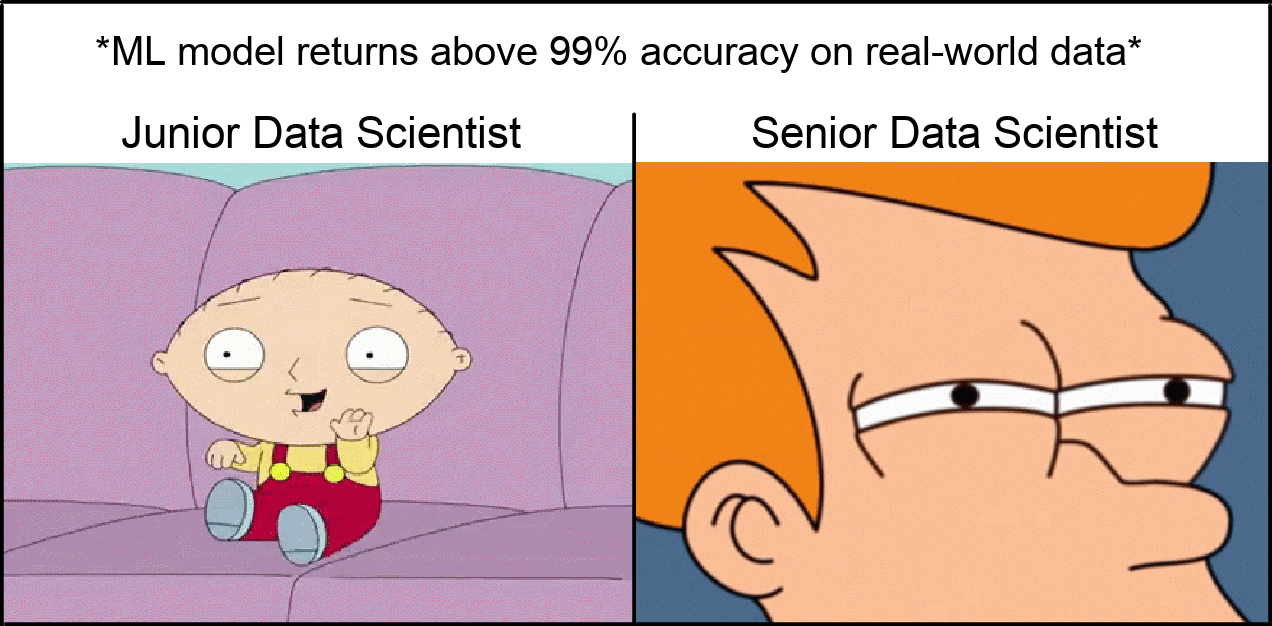 *ML model returns above 99% accuracy on real-world data*
Junior Data Scientist
Senior Data Scientist